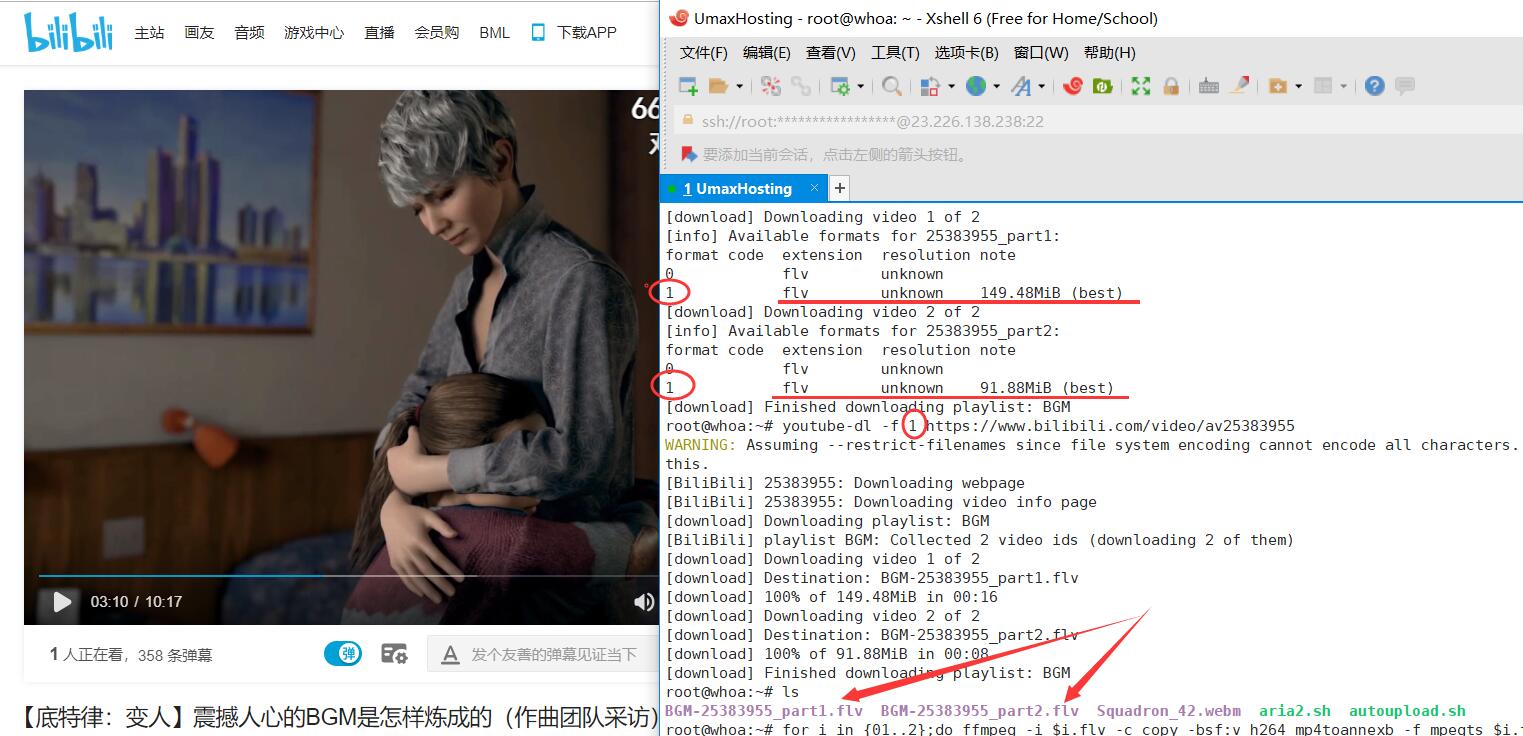 bilibili 主站 画友 音频 游戏中心 直播 会员购 BML 下载APP
66
03:10 / 10:17
1 人正在看，358 条弹幕
弹
A 发个友善的弹幕见证当下
【底特律：变人】震撼人心的BGM是怎样炼成的（作曲团队采访）
UmaxHosting - root@whoa: ~ - Xshell 6 (Free for Home/School)
文件(F) 编辑(E) 查看(V) 工具(T) 选项卡(B) 窗口(W) 帮助(H)
ssh://root:*****************@23.226.138.238:22
要添加当前会话，点击左侧的箭头按钮。
1 UmaxHosting × +
[download] Downloading video 1 of 2
[info] Available formats for 25383955_part1:
format code extension resolution note
0 flv unknown
1 flv unknown 149.48MiB (best)
[download] Downloading video 2 of 2
[info] Available formats for 25383955_part2:
format code extension resolution note
0 flv unknown
1 flv unknown 91.88MiB (best)
[download] Finished downloading playlist: BGM
root@whoa:~# youtube-dl -f 1 https://www.bilibili.com/video/av25383955
WARNING: Assuming --restrict-filenames since file system encoding cannot encode all characters.
this.
[BiliBili] 25383955: Downloading webpage
[BiliBili] 25383955: Downloading video info page
[download] Downloading playlist: BGM
[BiliBili] playlist BGM: Collected 2 video ids (downloading 2 of them)
[download] Downloading video 1 of 2
[download] Destination: BGM-25383955_part1.flv
[download] 100% of 149.48MiB in 00:16
[download] Downloading video 2 of 2
[download] Destination: BGM-25383955_part2.flv
[download] 100% of 91.88MiB in 00:08
[download] Finished downloading playlist: BGM
root@whoa:~# ls
BGM-25383955_part1.flv BGM-25383955_part2.flv Squadron_42.webm aria2.sh autoupload.sh
root@whoa:~# for i in {01..2};do ffmpeg -i $i.flv -c copy -bsf:v h264_mp4toannexb -f mpegts $i.